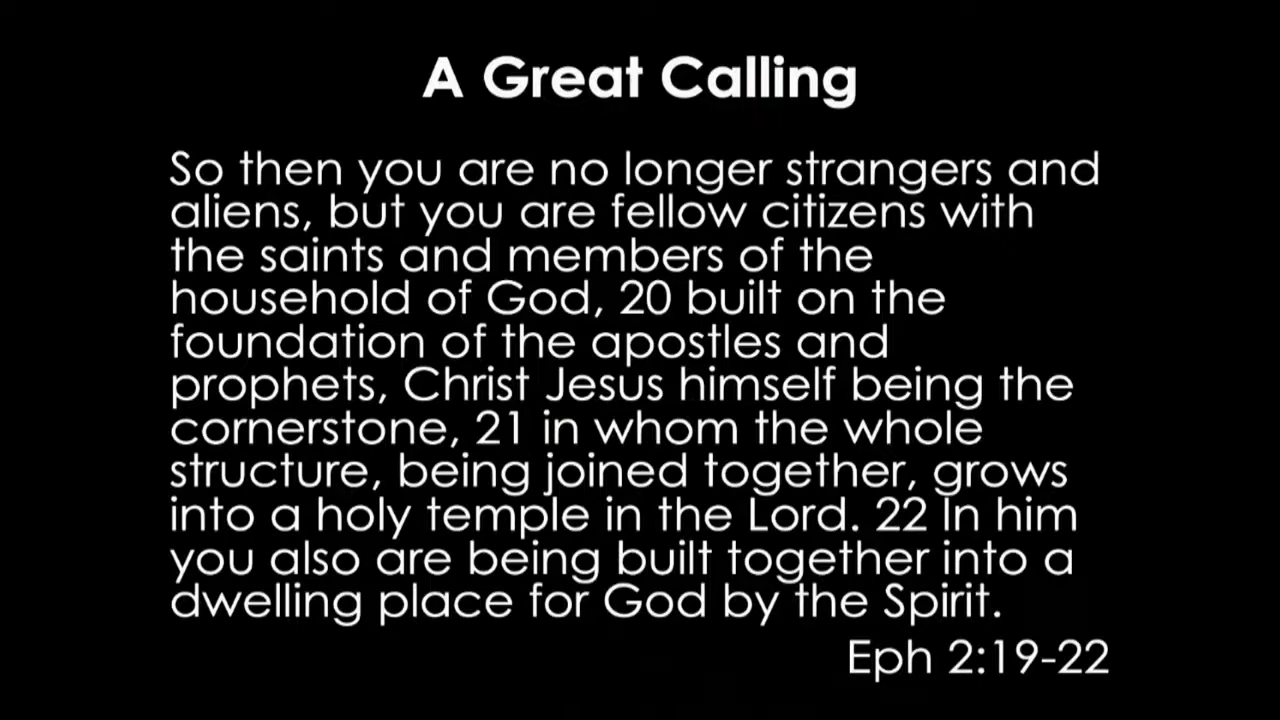 A Great Calling
So then you are no longer strangers and
aliens, but you are fellow citizens with
the saints and members of the
household of God, 20 built on the
foundation of the apostles and
prophets, Christ Jesus himself being the
cornerstone, 21 in whom the whole
structure, being joined together, grows
into a holy temple in the Lord. 22 In him
you also are being built together into a
dwelling place for God by the Spirit.
Eph 2:19-22